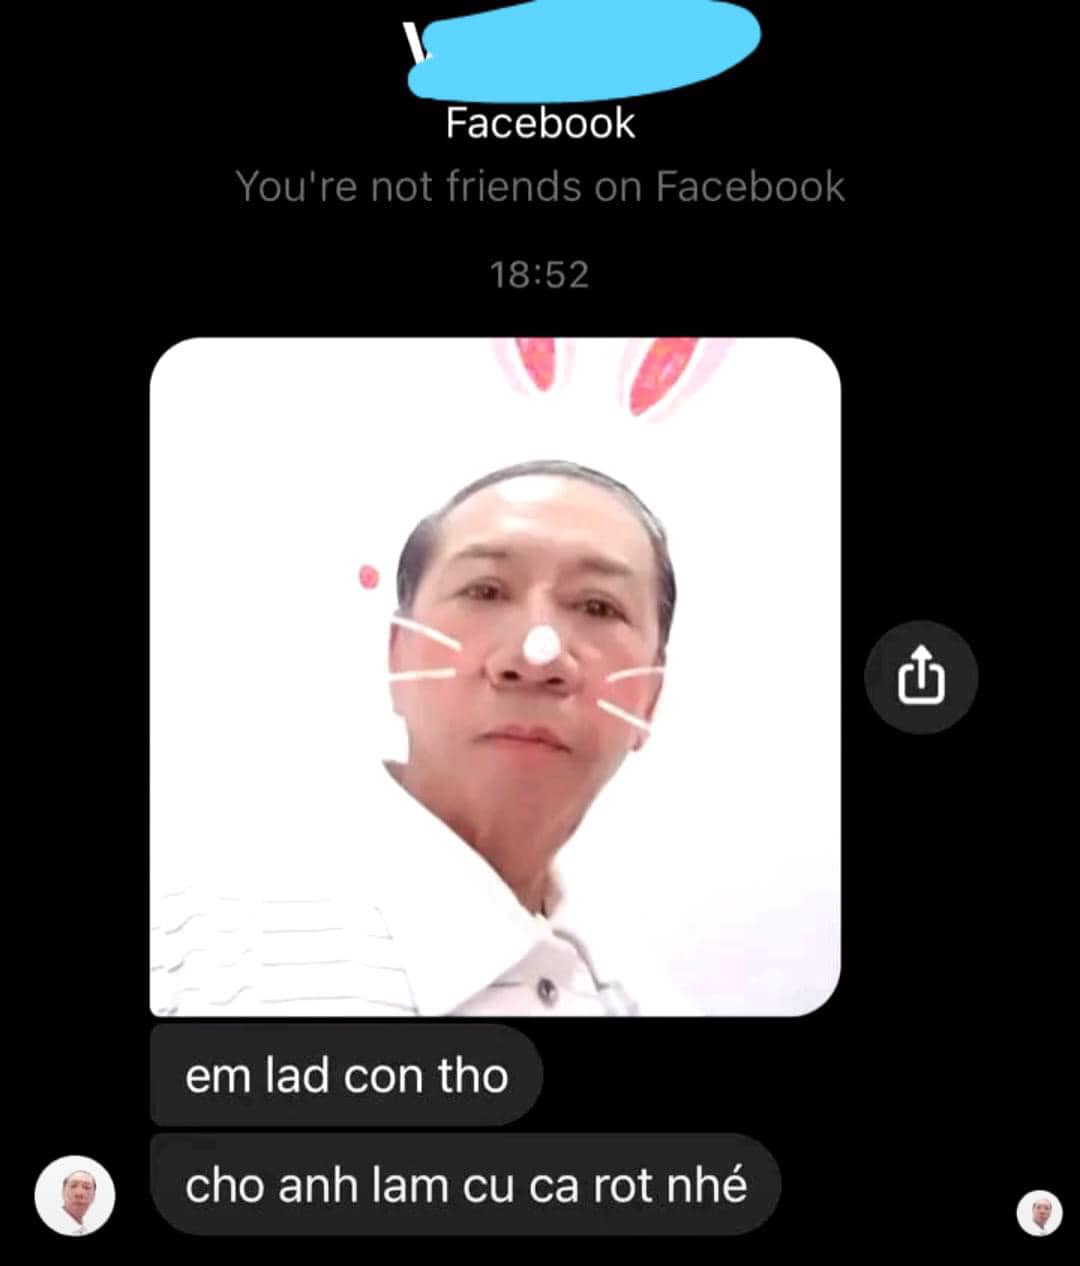 Facebook
You're not friends on Facebook
18:52
em lad con tho
cho anh lam cu ca rot nhé